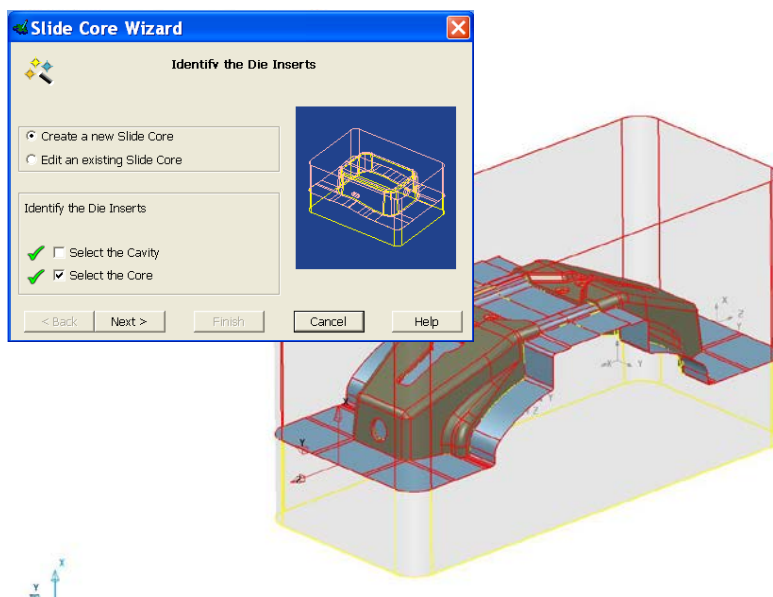 Slide Core Wizard
Identify the Die Inserts
Create a new Slide Core
Edit an existing Slide Core
Identify the Die Inserts
Select the Cavity
Select the Core
< Back
Next >
Finish
Cancel
Help
X
Z
Y
X
Y
X
Y
Z
Y
Z
X
Y